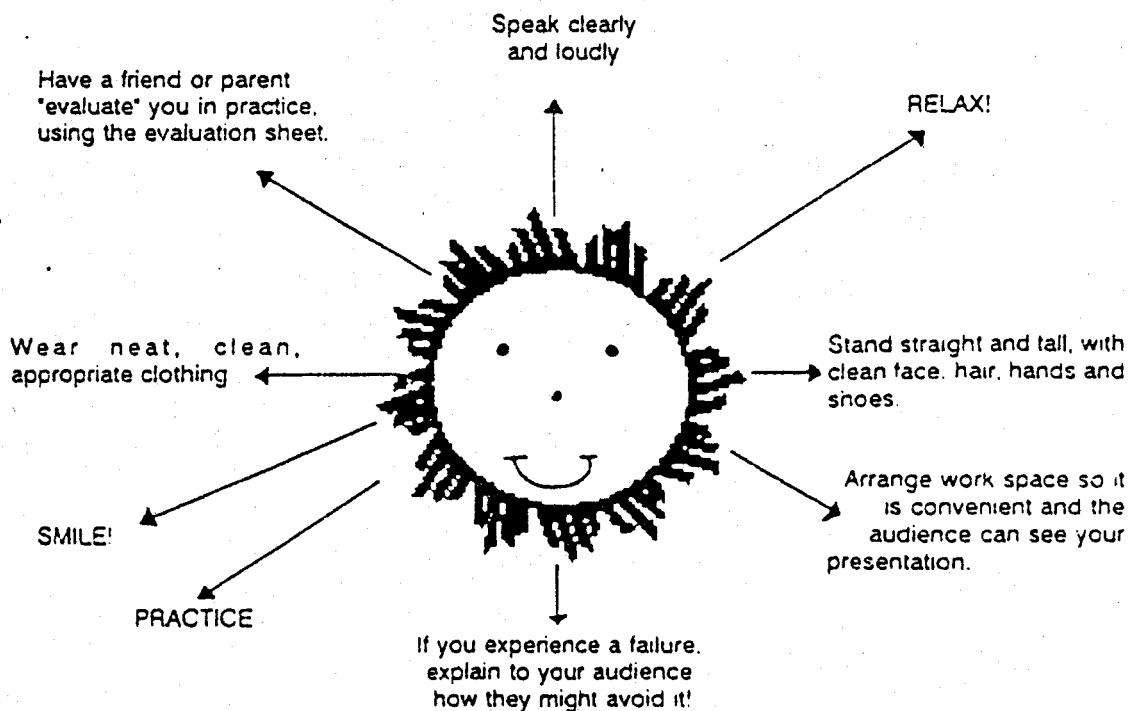 Speak clearly
and loudly
Have a friend or parent
"evaluate" you in practice,
using the evaluation sheet.
RELAX!
Wear neat, clean,
appropriate clothing
Stand straight and tall, with
clean face, hair, hands and
shoes.
Arrange work space so it
is convenient and the
audience can see your
presentation.
SMILE!
PRACTICE
If you experience a failure,
explain to your audience
how they might avoid it!